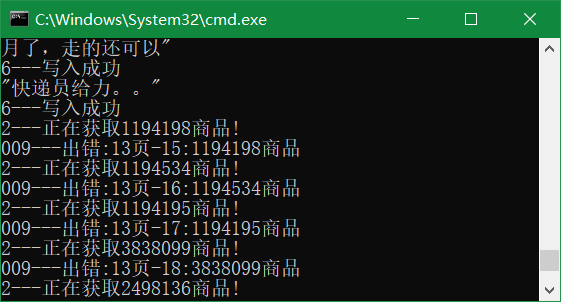 C:\Windows\System32\cmd.exe
月了，走的还可以"
6---写入成功
"快递员给力。。"
6---写入成功
2---正在获取1194198商品!
009---出错:13页-15:1194198商品
2---正在获取1194534商品!
009---出错:13页-16:1194534商品
2---正在获取1194195商品!
009---出错:13页-17:1194195商品
2---正在获取3838099商品!
009---出错:13页-18:3838099商品
2---正在获取2498136商品!